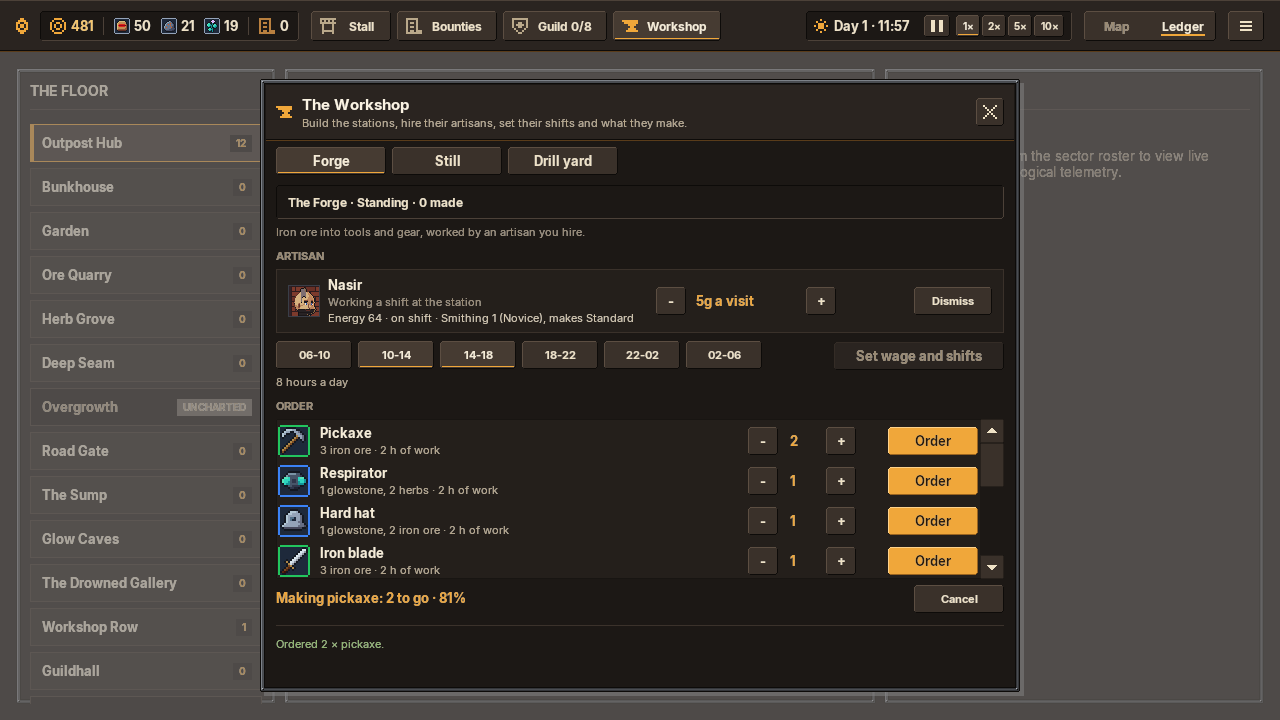 481 50 21 19 0 Stall Bounties Guild 0/8 Workshop Day 1 · 11:57 1× 2× 5× 10× Map Ledger
THE FLOOR
Outpost Hub 12
Bunkhouse 0
Garden 0
Ore Quarry 0
Herb Grove 0
Deep Seam 0
Overgrowth UNCHARTED
Road Gate 0
The Sump 0
Glow Caves 0
The Drowned Gallery 0
Workshop Row 1
Guildhall 0
The Workshop
Build the stations, hire their artisans, set their shifts and what they make.
Forge Still Drill yard
The Forge · Standing · 0 made
Iron ore into tools and gear, worked by an artisan you hire.
ARTISAN
Nasir
Working a shift at the station
Energy 64 · on shift · Smithing 1 (Novice), makes Standard
- 5g a visit + Dismiss
06-10 10-14 14-18 18-22 22-02 02-06 Set wage and shifts
8 hours a day
ORDER
Pickaxe
3 iron ore · 2 h of work
- 2 + Order
Respirator
1 glowstone, 2 herbs · 2 h of work
- 1 + Order
Hard hat
1 glowstone, 2 iron ore · 2 h of work
- 1 + Order
Iron blade
3 iron ore · 2 h of work
- 1 + Order
Making pickaxe: 2 to go · 81% Cancel
Ordered 2 × pickaxe.
the sector roster to view live
telemetry.